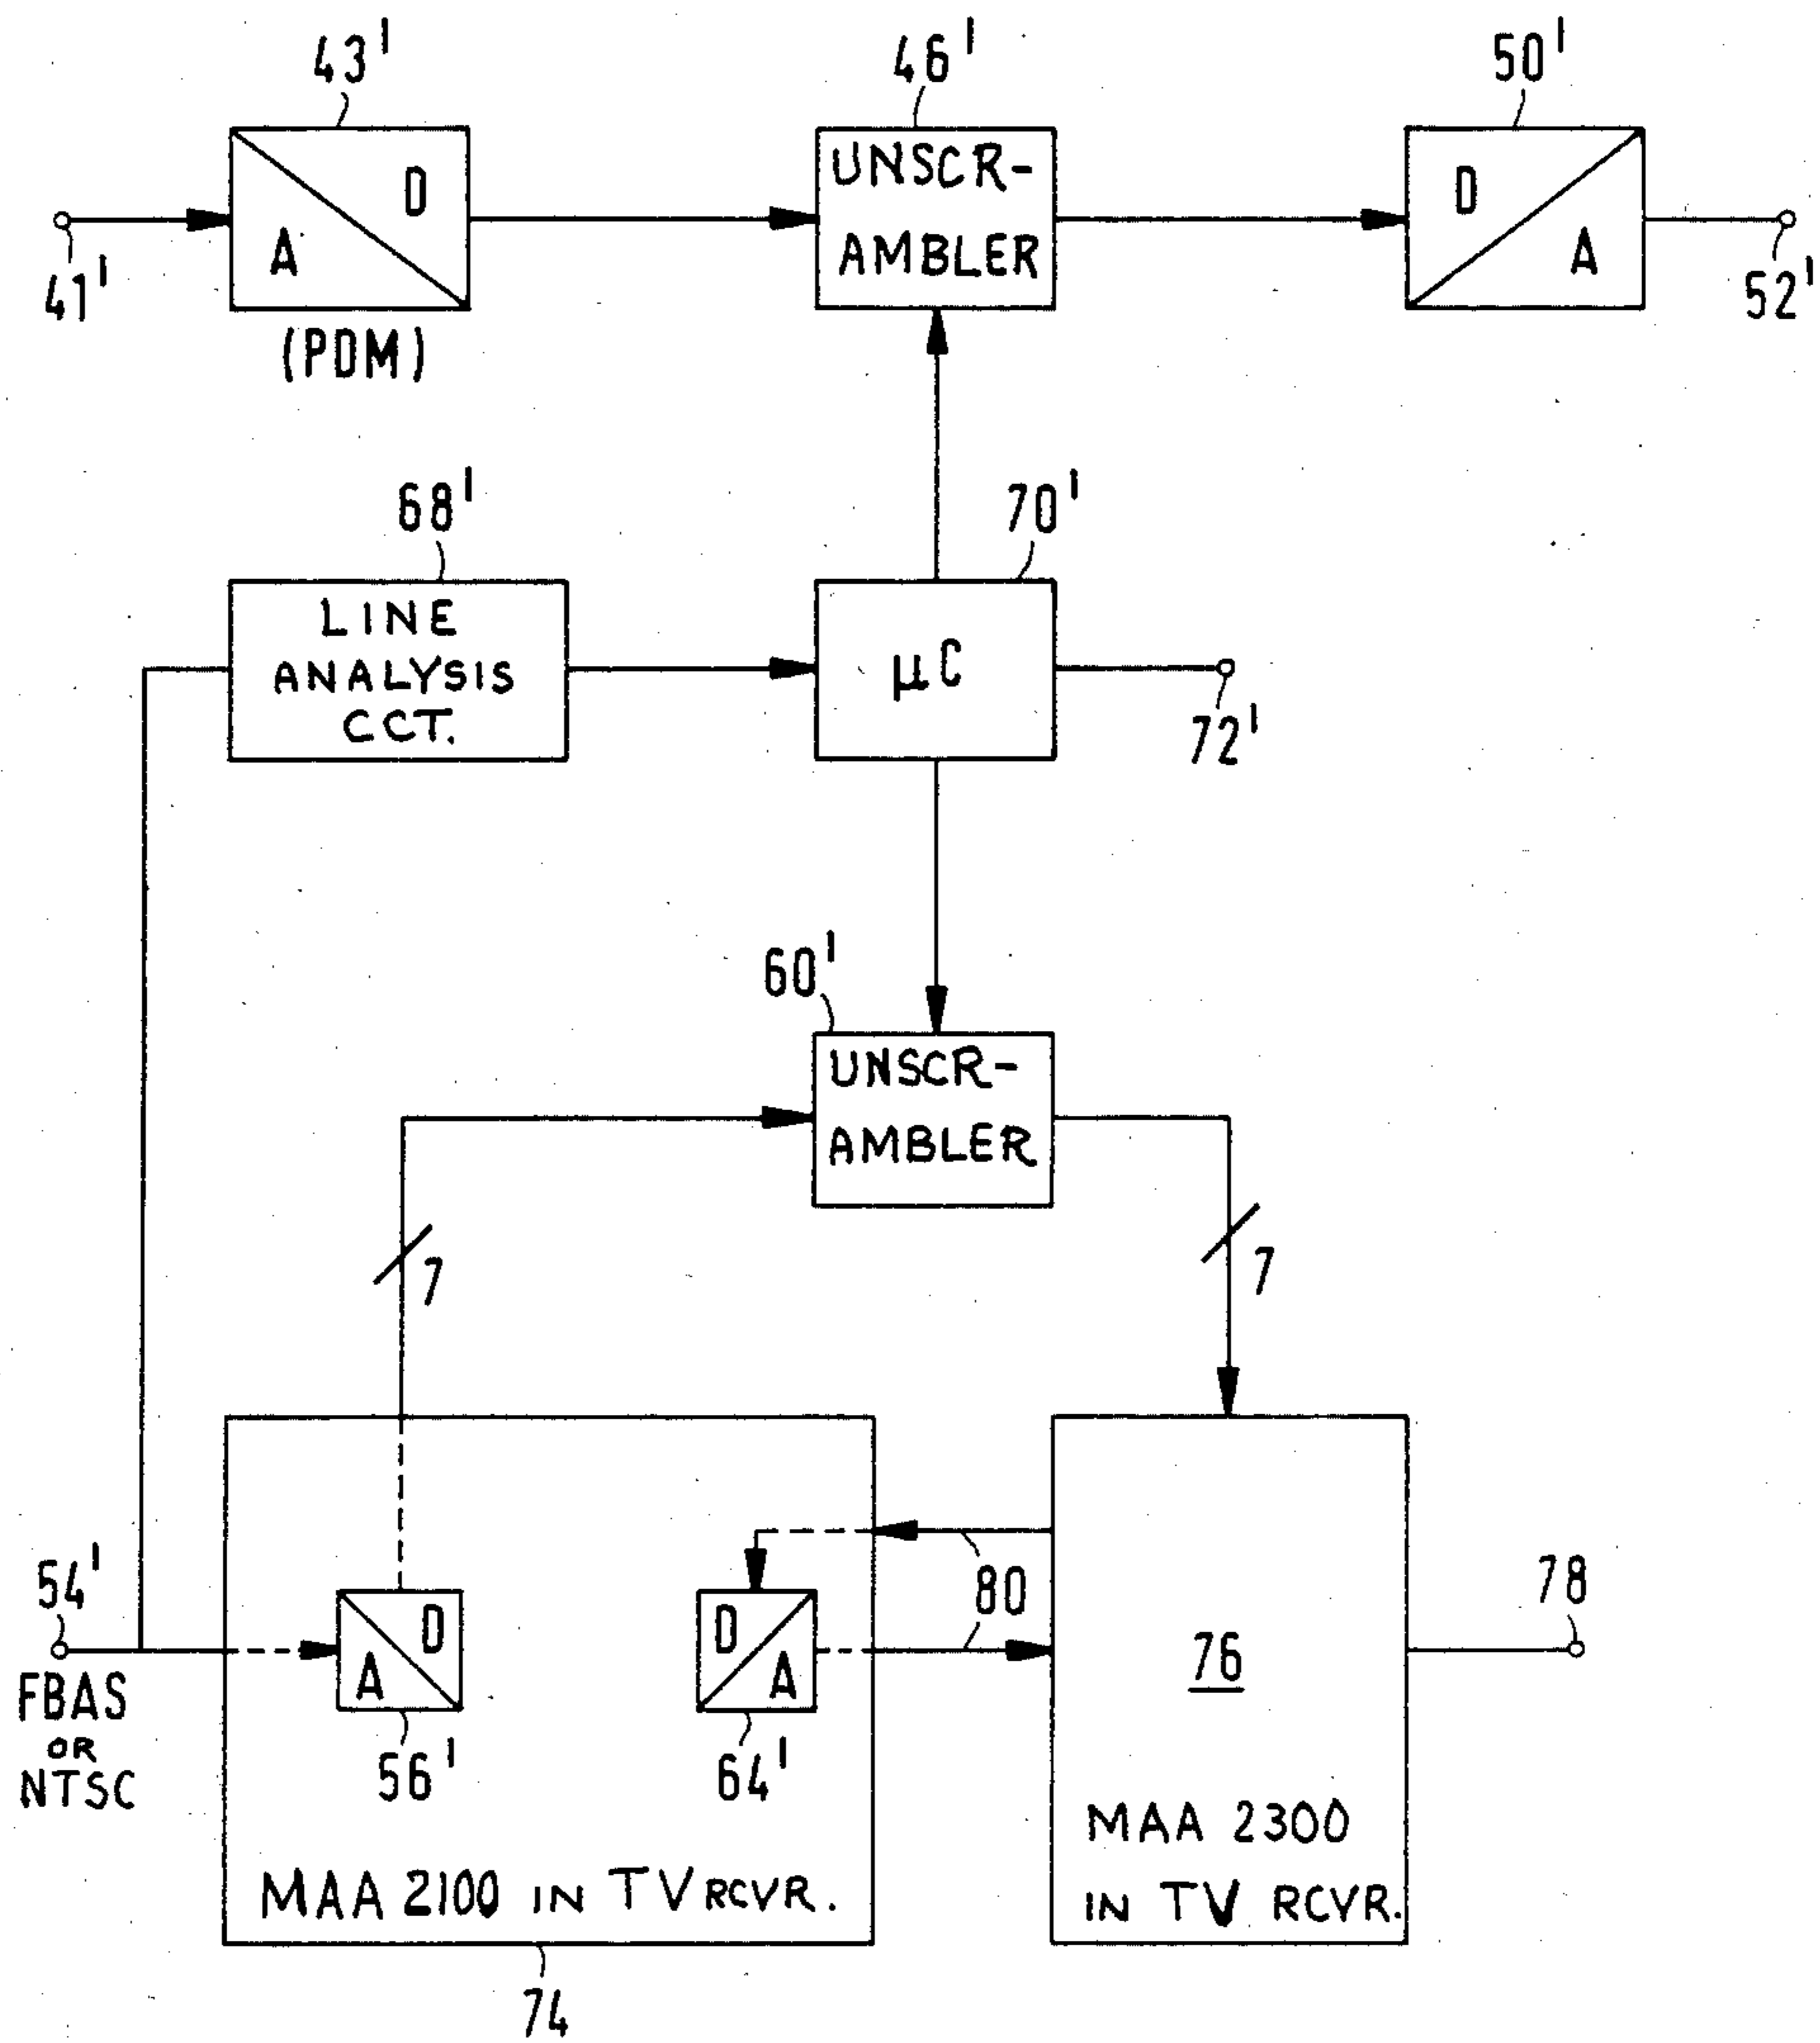 43'
46'
50'
A D
UNSCR-
AMBLER
D A
41'
52'
(PDM)
68'
70'
LINE
ANALYSIS
CCT.
µC
72'
60'
UNSCR-
AMBLER
7
7
54'
80
78
A D
D A
76
FBAS
OR
NTSC
56'
64'
MAA 2300
IN TV RCVR.
MAA 2100 IN TV RCVR.
74